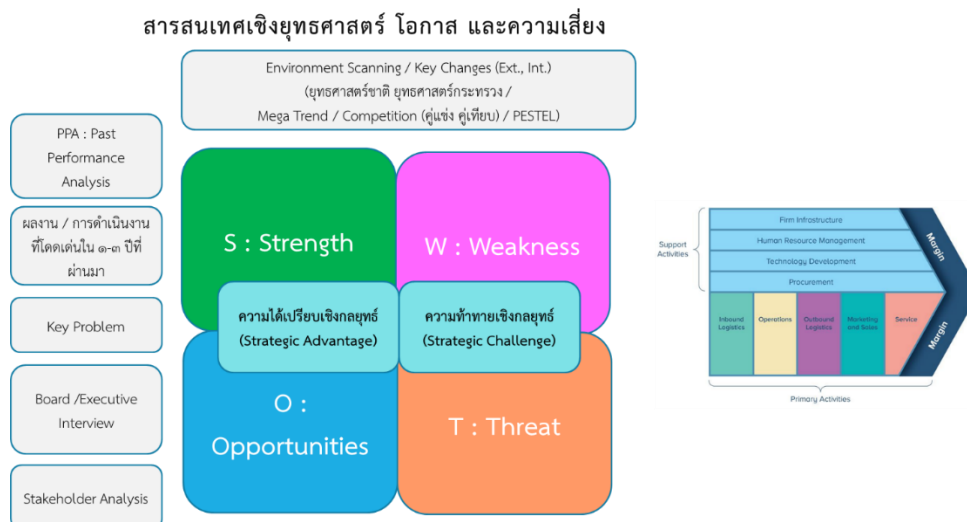 สารสนเทศเชิงยุทธศาสตร์ โอกาส และความเสี่ยง
Environment Scanning / Key Changes (Ext., Int.)
(ยุทธศาสตร์ชาติ ยุทธศาสตร์กระทรวง /
Mega Trend / Competition (คู่แข่ง คู่เทียบ) / PESTEL)
PPA : Past
Performance
Analysis
ผลงาน / การดำเนินงาน
ที่โดดเด่นใน ๑-๓ ปีที่
ผ่านมา
Key Problem
Board /Executive
Interview
Stakeholder Analysis
S : Strength
W : Weakness
ความได้เปรียบเชิงกลยุทธ์
(Strategic Advantage)
ความท้าทายเชิงกลยุทธ์
(Strategic Challenge)
O :
Opportunities
T : Threat
Support
Activities
Firm Infrastructure
Human Resource Management
Technology Development
Procurement
Inbound
Logistics
Operations
Outbound
Logistics
Marketing
and Sales
Service
Margin
Margin
Primary Activities